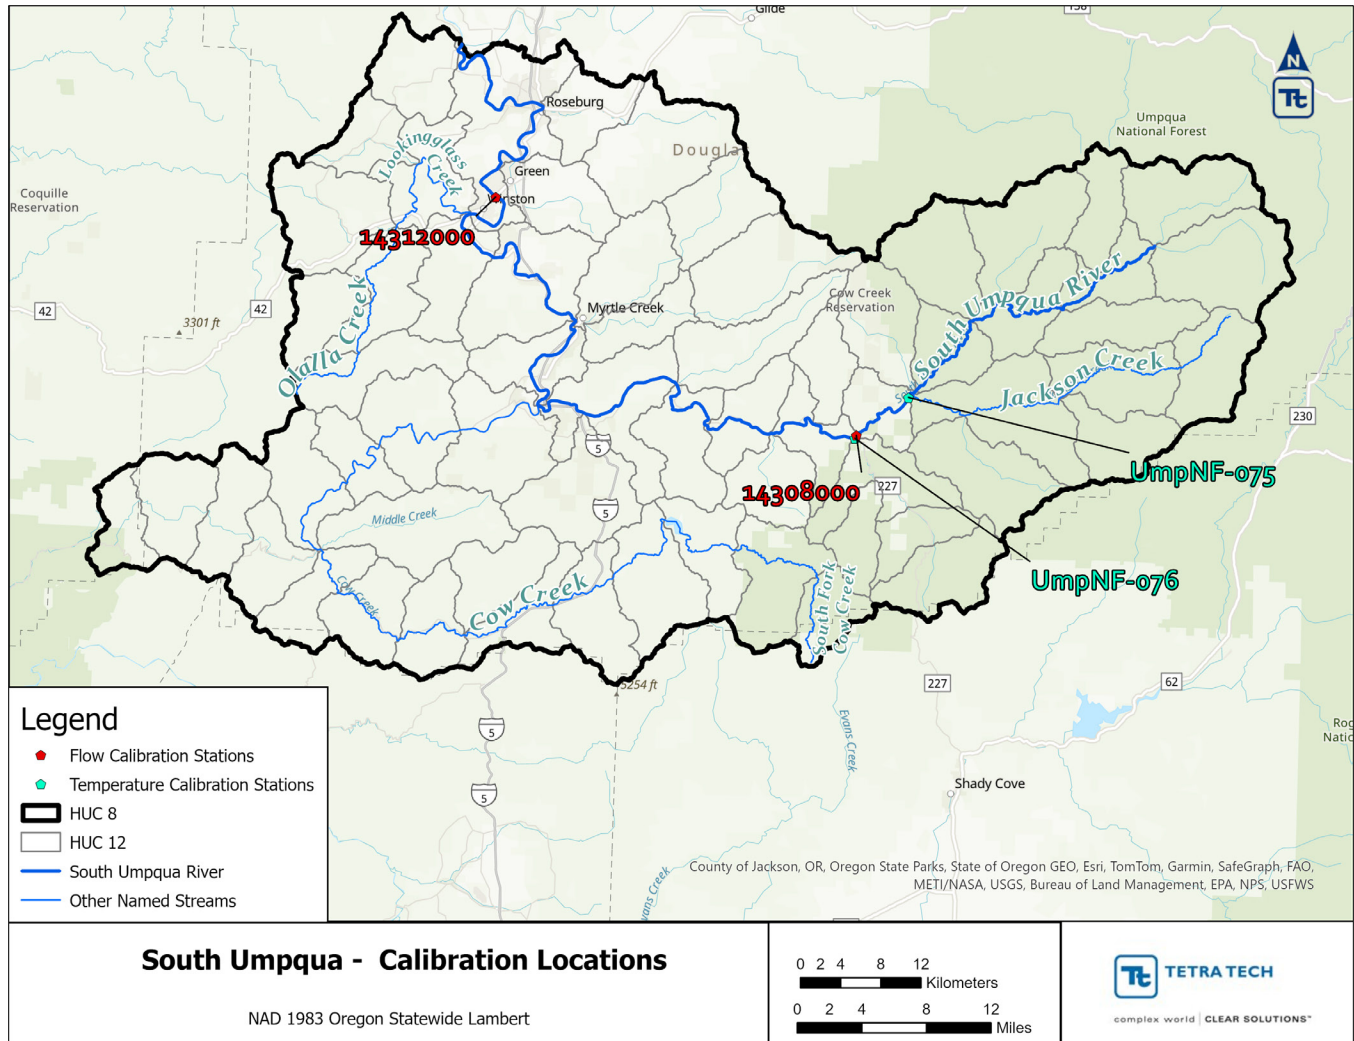 Glide
138
Roseburg
Umpqua
National Forest
N
Tt
Lookingglass
Creek
Douglas
Green
Coquille
Reservation
Winston
14312000
South Umpqua River
Cow Creek
Reservation
Myrtle Creek
42
3301 ft
42
Olalla Creek
Jackson Creek
230
5
UmpNF-075
14308000
227
5
Middle Creek
UmpNF-076
Cow Creek
Cow Creek
South Fork
Cow Creek
5254 ft
227
62
Evans Creek
5
Rog
Natio
5
Shady Cove
vans Creek
Legend
Flow Calibration Stations
Temperature Calibration Stations
HUC 8
HUC 12
South Umpqua River
Other Named Streams
County of Jackson, OR, Oregon State Parks, State of Oregon GEO, Esri, TomTom, Garmin, SafeGraph, FAO,
METI/NASA, USGS, Bureau of Land Management, EPA, NPS, USFWS
South Umpqua - Calibration Locations
NAD 1983 Oregon Statewide Lambert
0 2 4 8 12
Kilometers
0 2 4 8 12
Miles
Tt TETRA TECH
complex world | CLEAR SOLUTIONS™